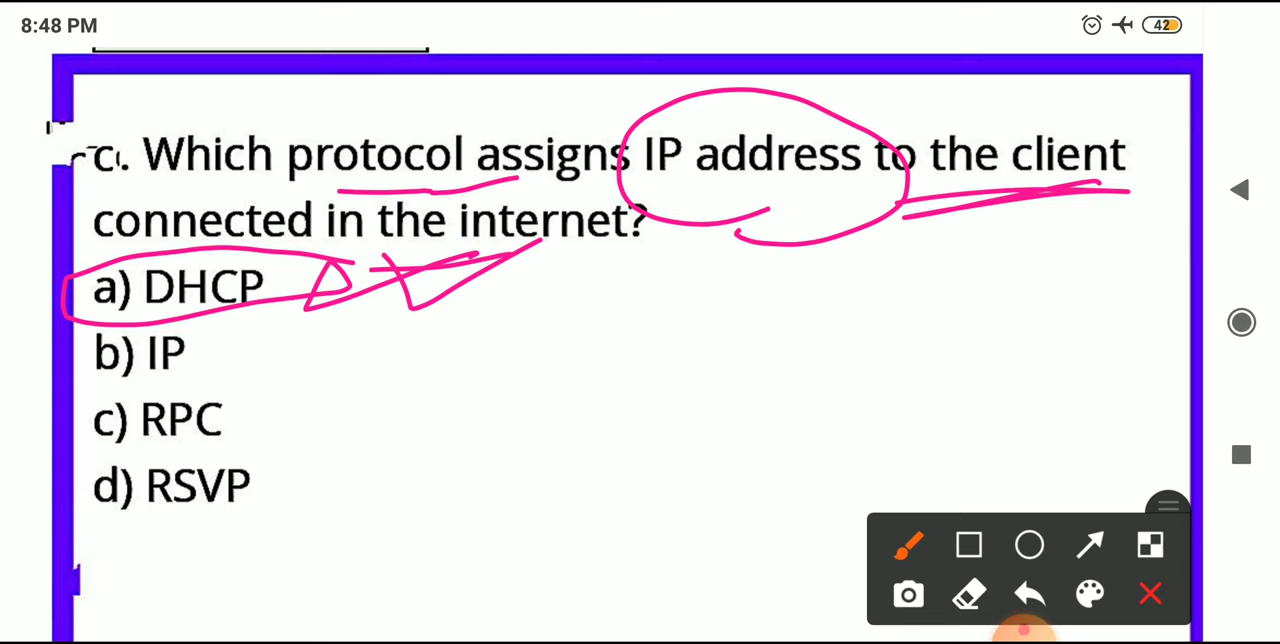 8:48 PM
42
c. Which protocol assigns IP address to the client
connected in the internet?
a) DHCP
b) IP
c) RPC
d) RSVP